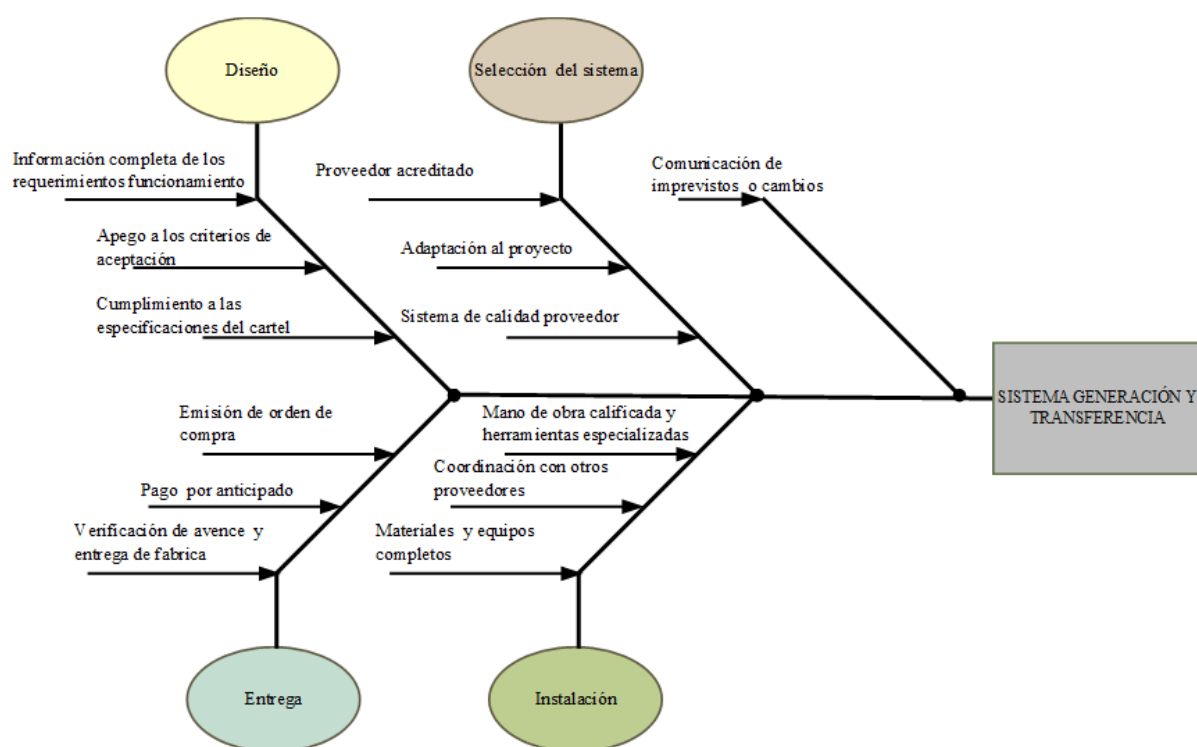 Diseño
Selección del sistema
Información completa de los
requerimientos funcionamiento
Proveedor acreditado
Comunicación de
imprevistos o cambios
Apego a los criterios de
aceptación
Adaptación al proyecto
Cumplimiento a las
especificaciones del cartel
Sistema de calidad proveedor
SISTEMA GENERACIÓN Y
TRANSFERENCIA
Emisión de orden de
compra
Mano de obra calificada y
herramientas especializadas
Pago por anticipado
Coordinación con otros
proveedores
Verificación de avence y
entrega de fabrica
Materiales y equipos
completos
Entrega
Instalación